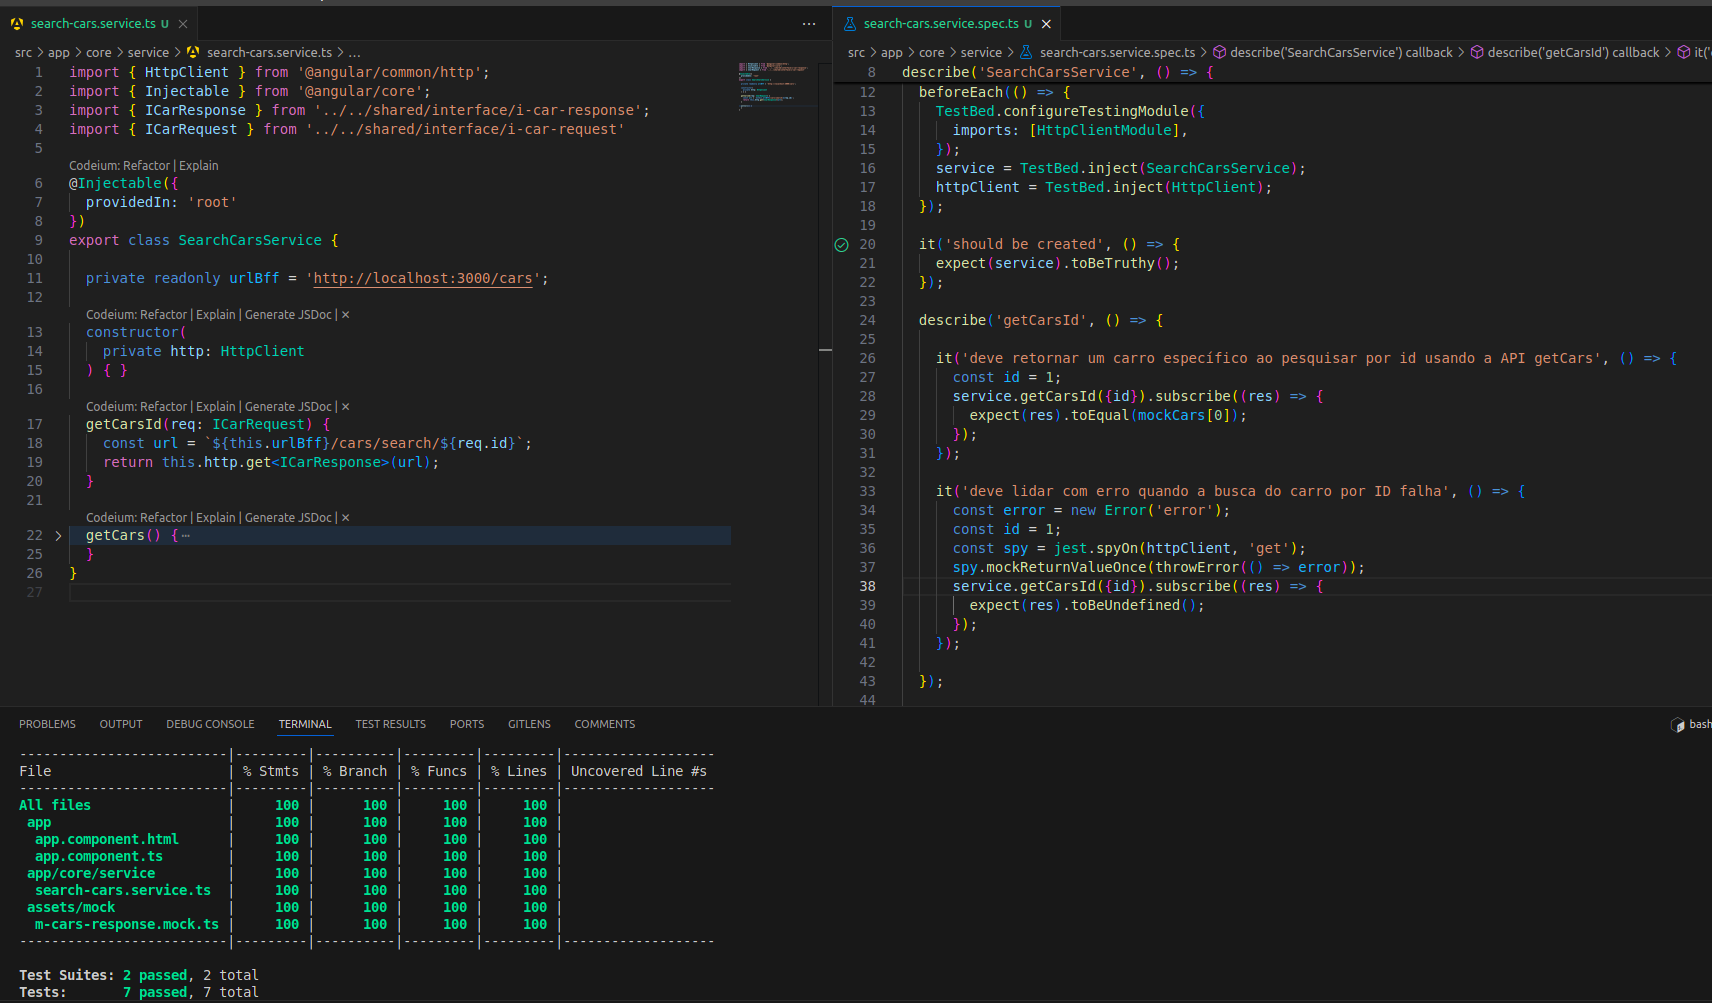 search-cars.service.ts U
src > app > core > service > search-cars.service.ts > ...
1 import { HttpClient } from '@angular/common/http';
2 import { Injectable } from '@angular/core';
3 import { ICarResponse } from '../../shared/interface/i-car-response';
4 import { ICarRequest } from '../../shared/interface/i-car-request'
5
Codeium: Refactor | Explain
6 @Injectable({
7 providedIn: 'root'
8 })
9 export class SearchCarsService {
10
11 private readonly urlBff = 'http://localhost:3000/cars';
12
Codeium: Refactor | Explain | Generate JSDoc | ×
13 constructor(
14 private http: HttpClient
15 ) { }
16
Codeium: Refactor | Explain | Generate JSDoc | ×
17 getCarsId(req: ICarRequest) {
18 const url = `${this.urlBff}/cars/search/${req.id}`;
19 return this.http.get<ICarResponse>(url);
20 }
21
Codeium: Refactor | Explain | Generate JSDoc | ×
22 > getCars() { ⋯
25 }
26 }
27
search-cars.service.spec.ts U
src > app > core > service > search-cars.service.spec.ts > describe('SearchCarsService') callback > describe('getCarsId') callback > it('
8 describe('SearchCarsService', () => {
12 beforeEach(() => {
13 TestBed.configureTestingModule({
14 imports: [HttpClientModule],
15 });
16 service = TestBed.inject(SearchCarsService);
17 httpClient = TestBed.inject(HttpClient);
18 });
19
20 it('should be created', () => {
21 expect(service).toBeTruthy();
22 });
23
24 describe('getCarsId', () => {
25
26 it('deve retornar um carro específico ao pesquisar por id usando a API getCars', () => {
27 const id = 1;
28 service.getCarsId({id}).subscribe((res) => {
29 expect(res).toEqual(mockCars[0]);
30 });
31 });
32
33 it('deve lidar com erro quando a busca do carro por ID falha', () => {
34 const error = new Error('error');
35 const id = 1;
36 const spy = jest.spyOn(httpClient, 'get');
37 spy.mockReturnValueOnce(throwError(() => error));
38 service.getCarsId({id}).subscribe((res) => {
39 expect(res).toBeUndefined();
40 });
41 });
42
43 });
44
PROBLEMS OUTPUT DEBUG CONSOLE TERMINAL TEST RESULTS PORTS GITLENS COMMENTS
bash
--------------------------|---------|----------|---------|---------|-------------------
File | % Stmts | % Branch | % Funcs | % Lines | Uncovered Line #s
--------------------------|---------|----------|---------|---------|-------------------
All files | 100 | 100 | 100 | 100 |
app | 100 | 100 | 100 | 100 |
app.component.html | 100 | 100 | 100 | 100 |
app.component.ts | 100 | 100 | 100 | 100 |
app/core/service | 100 | 100 | 100 | 100 |
search-cars.service.ts | 100 | 100 | 100 | 100 |
assets/mock | 100 | 100 | 100 | 100 |
m-cars-response.mock.ts | 100 | 100 | 100 | 100 |
--------------------------|---------|----------|---------|---------|-------------------
Test Suites: 2 passed, 2 total
Tests: 7 passed, 7 total